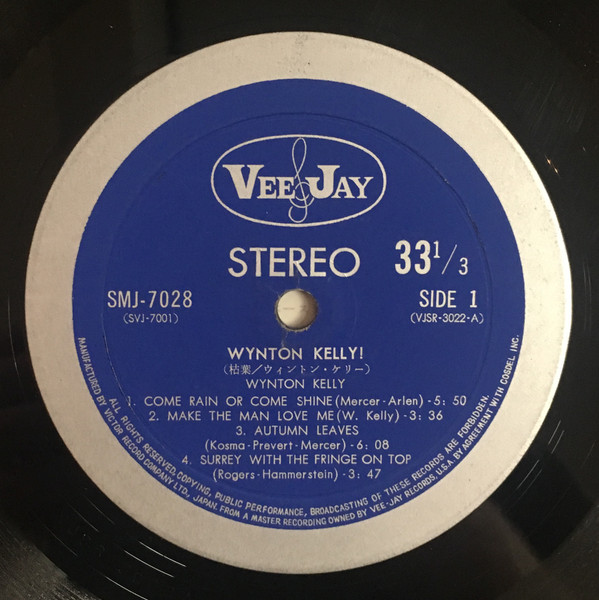 VEE JAY
STEREO 33 1/3
SMJ-7028 SIDE 1
(SVJ-7001) (VJSR-3022-A)
WYNTON KELLY!
(枯葉/ウィントン・ケリー)
WYNTON KELLY
1. COME RAIN OR COME SHINE (Mercer-Arlen) - 5: 50
2. MAKE THE MAN LOVE ME (W. Kelly) - 3: 36
3. AUTUMN LEAVES
(Kosma-Prevert-Mercer) - 6: 08
4. SURREY WITH THE FRINGE ON TOP
(Rogers-Hammerstein) - 3: 47
ALL RIGHTS RESERVED, COPYING, PUBLIC PERFORMANCE, BROADCASTING OF THESE RECORDS ARE FORBIDDEN.
MANUFACTURED BY VICTOR RECORD COMPANY LTD., JAPAN. FROM A MASTER RECORDING OWNED BY VEE-JAY RECORDS, U.S.A. BY AGREEMENT WITH COSDEL INC.